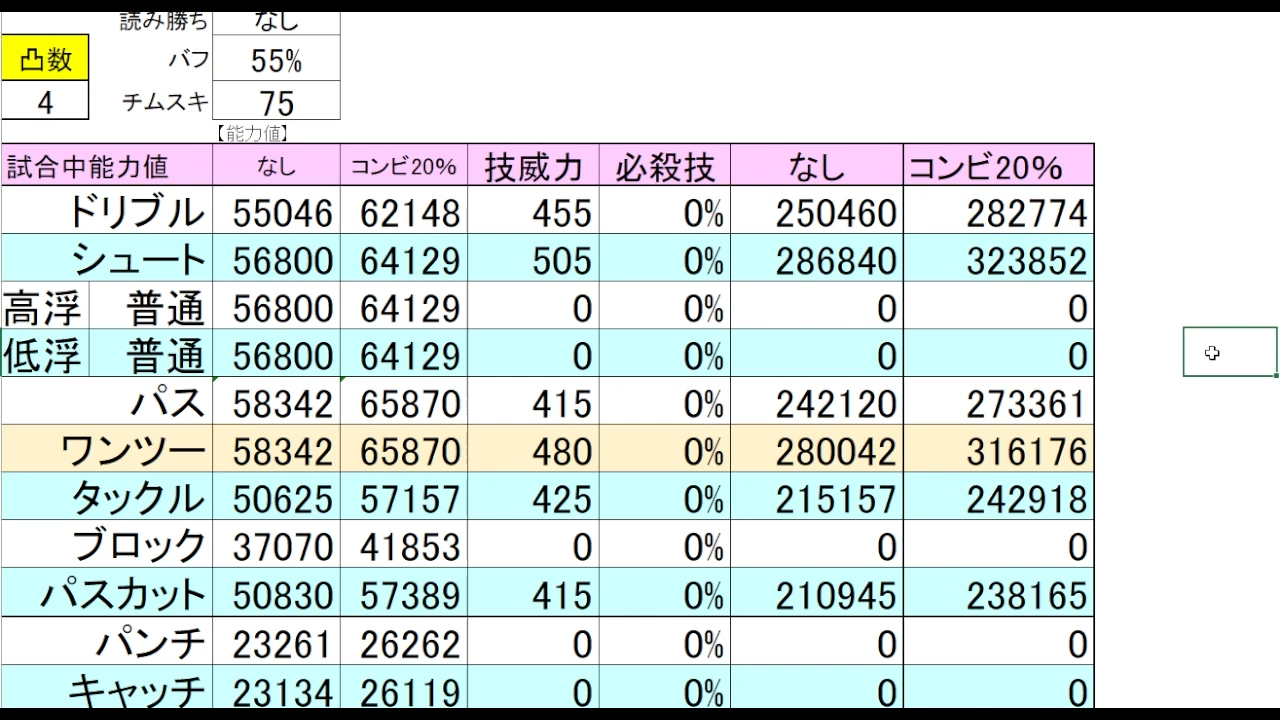 読み勝ち なし
凸数 バフ 55%
4 チムスキ 75
【能力値】
試合中能力値 なし コンビ20% 技威力 必殺技 なし コンビ20%
ドリブル 55046 62148 455 0% 250460 282774
シュート 56800 64129 505 0% 286840 323852
高浮 普通 56800 64129 0 0% 0 0
低浮 普通 56800 64129 0 0% 0 0
パス 58342 65870 415 0% 242120 273361
ワンツー 58342 65870 480 0% 280042 316176
タックル 50625 57157 425 0% 215157 242918
ブロック 37070 41853 0 0% 0 0
パスカット 50830 57389 415 0% 210945 238165
パンチ 23261 26262 0 0% 0 0
キャッチ 23134 26119 0 0% 0 0